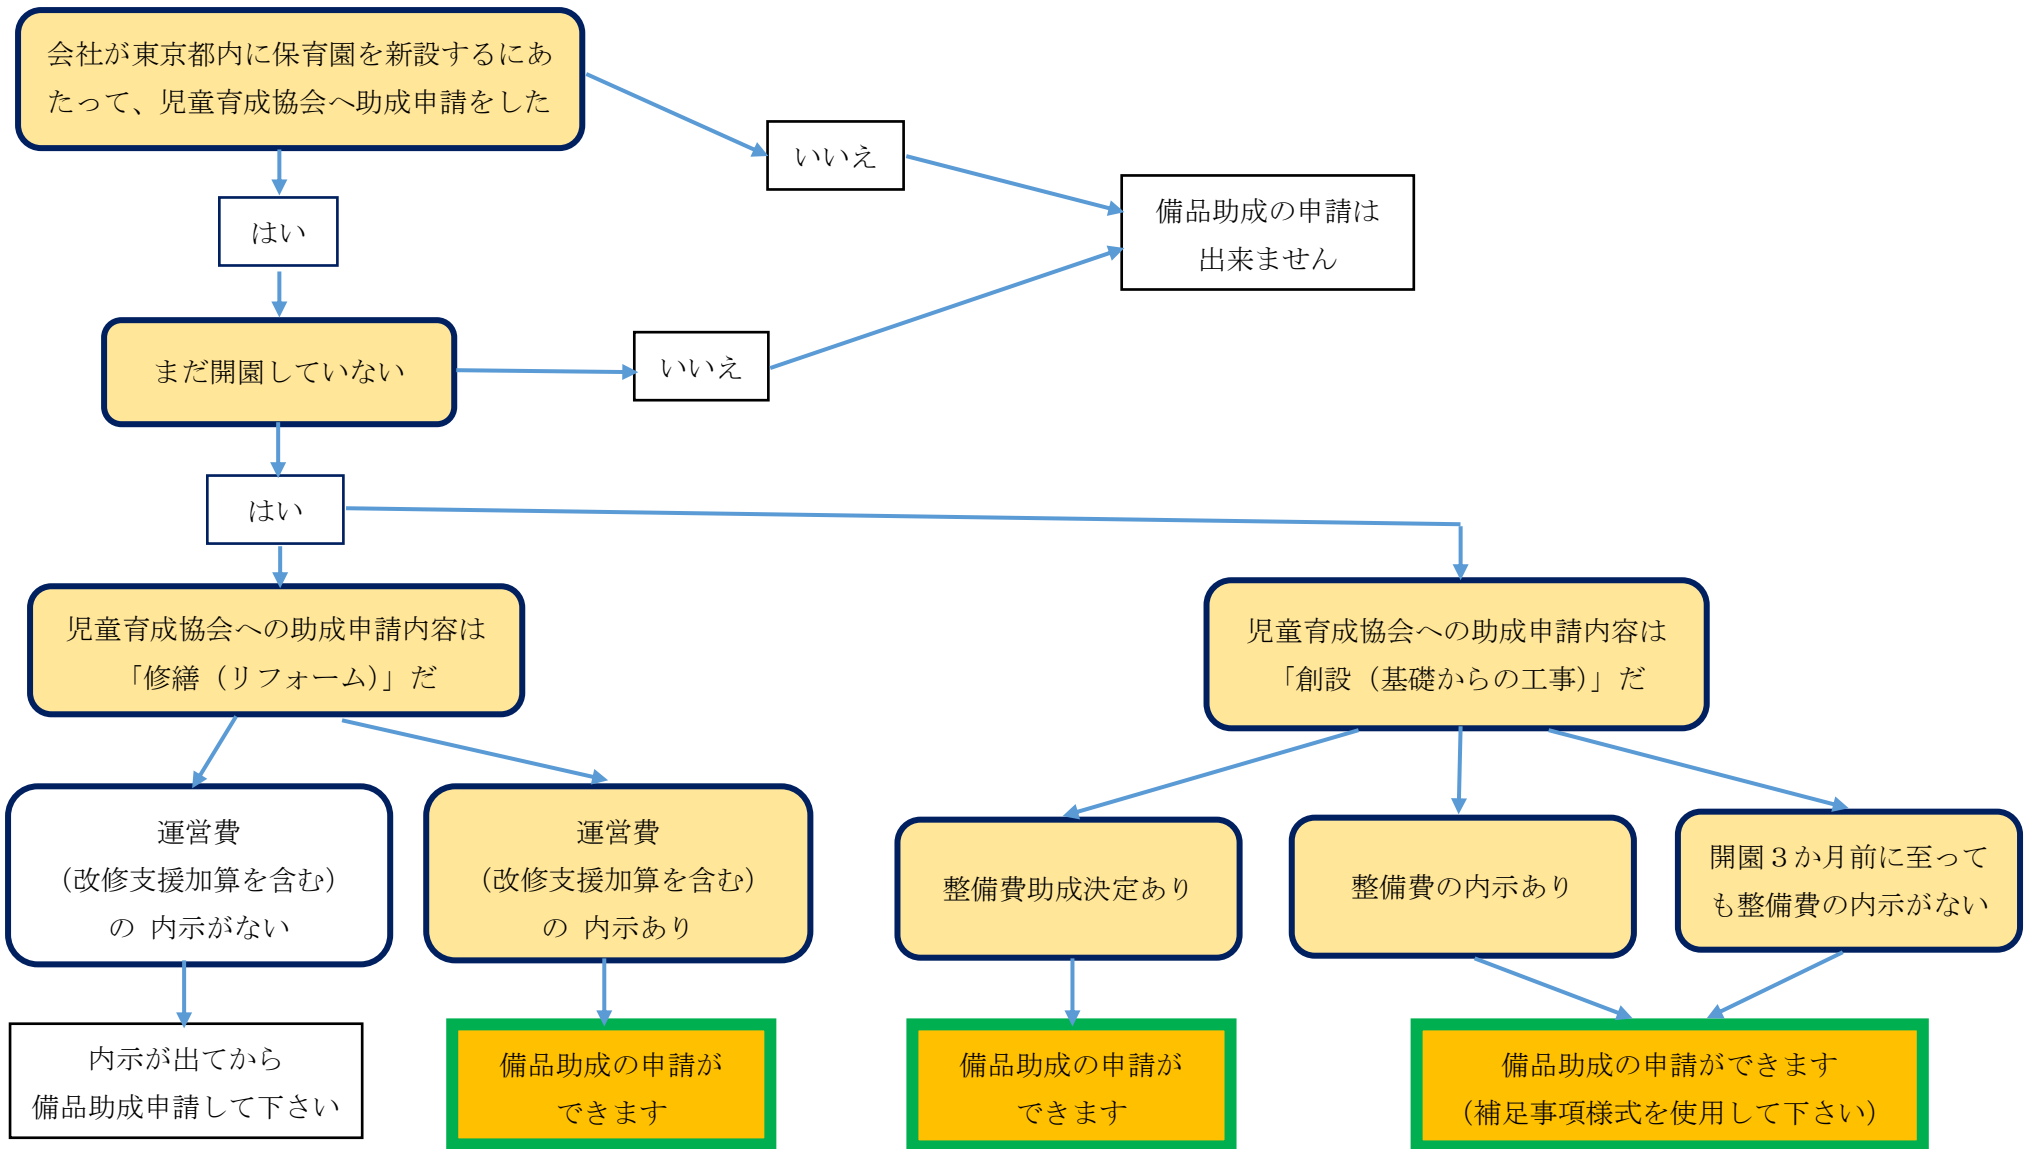 会社が東京都内に保育園を新設するにあ
たって、児童育成協会へ助成申請をした
いいえ
備品助成の申請は
出来ません
はい
まだ開園していない
いいえ
はい
児童育成協会への助成申請内容は
「修繕（リフォーム）」だ
児童育成協会への助成申請内容は
「創設（基礎からの工事）」だ
運営費
（改修支援加算を含む）
の 内示がない
運営費
（改修支援加算を含む）
の 内示あり
整備費助成決定あり
整備費の内示あり
開園３か月前に至って
も整備費の内示がない
内示が出てから
備品助成申請して下さい
備品助成の申請が
できます
備品助成の申請が
できます
備品助成の申請ができます
（補足事項様式を使用して下さい）